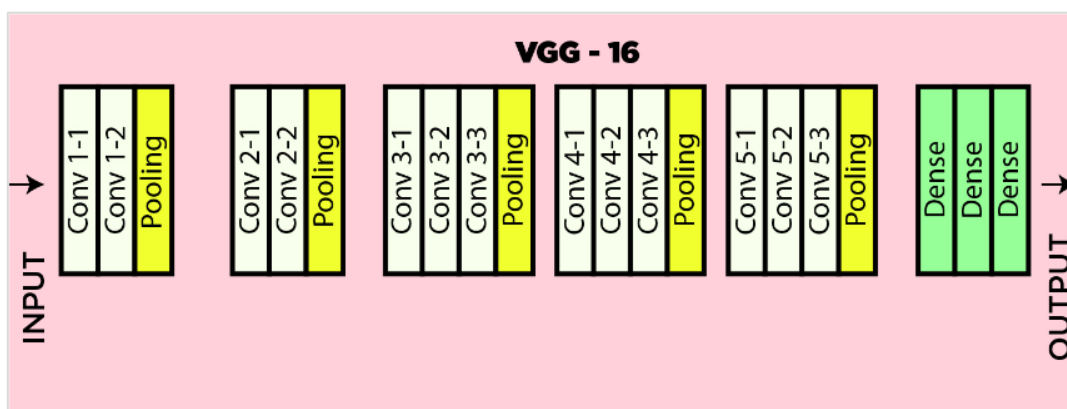 VGG - 16
INPUT
Conv 1-1
Conv 1-2
Pooling
Conv 2-1
Conv 2-2
Pooling
Conv 3-1
Conv 3-2
Conv 3-3
Pooling
Conv 4-1
Conv 4-2
Conv 4-3
Pooling
Conv 5-1
Conv 5-2
Conv 5-3
Pooling
Dense
Dense
Dense
OUTPUT